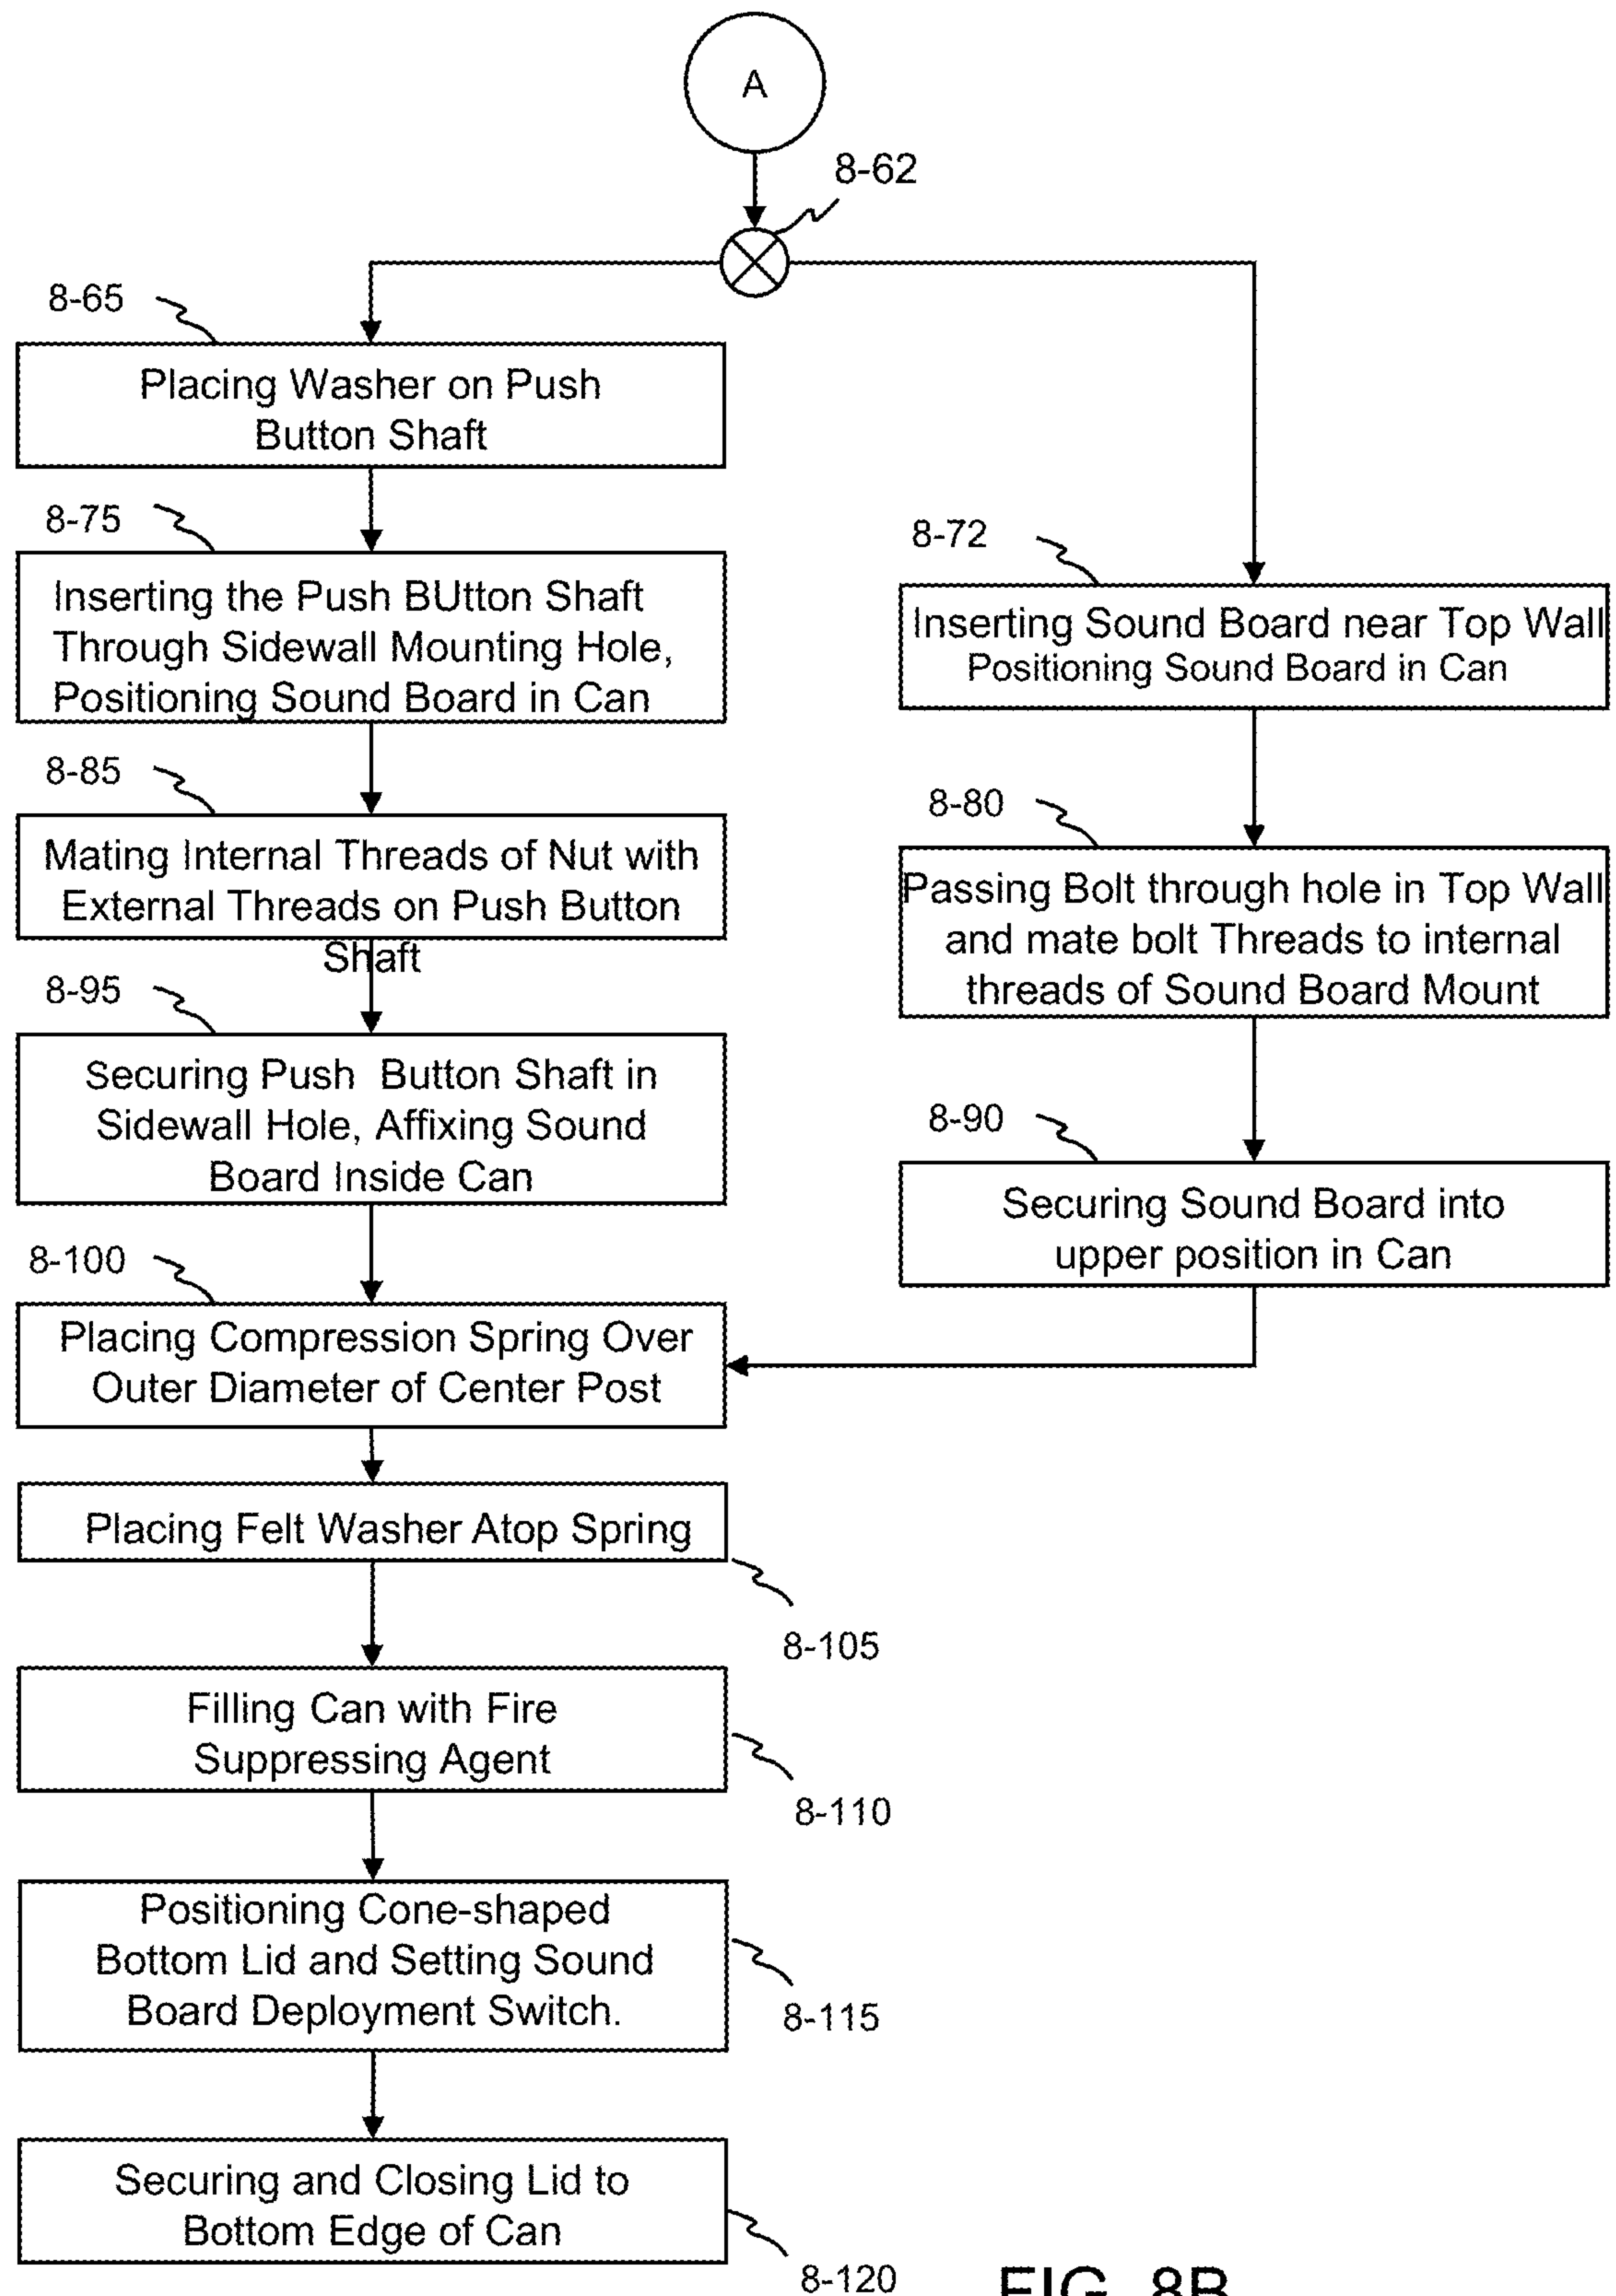 A
8-62
8-65
Placing Washer on Push
Button Shaft
8-75
Inserting the Push BUtton Shaft
Through Sidewall Mounting Hole,
Positioning Sound Board in Can
8-72
Inserting Sound Board near Top Wall
Positioning Sound Board in Can
8-85
Mating Internal Threads of Nut with
External Threads on Push Button
Shaft
8-80
Passing Bolt through hole in Top Wall
and mate bolt Threads to internal
threads of Sound Board Mount
8-95
Securing Push Button Shaft in
Sidewall Hole, Affixing Sound
Board Inside Can
8-90
Securing Sound Board into
upper position in Can
8-100
Placing Compression Spring Over
Outer Diameter of Center Post
Placing Felt Washer Atop Spring
8-105
Filling Can with Fire
Suppressing Agent
8-110
Positioning Cone-shaped
Bottom Lid and Setting Sound
Board Deployment Switch.
8-115
Securing and Closing Lid to
Bottom Edge of Can
8-120
FIG. 8B